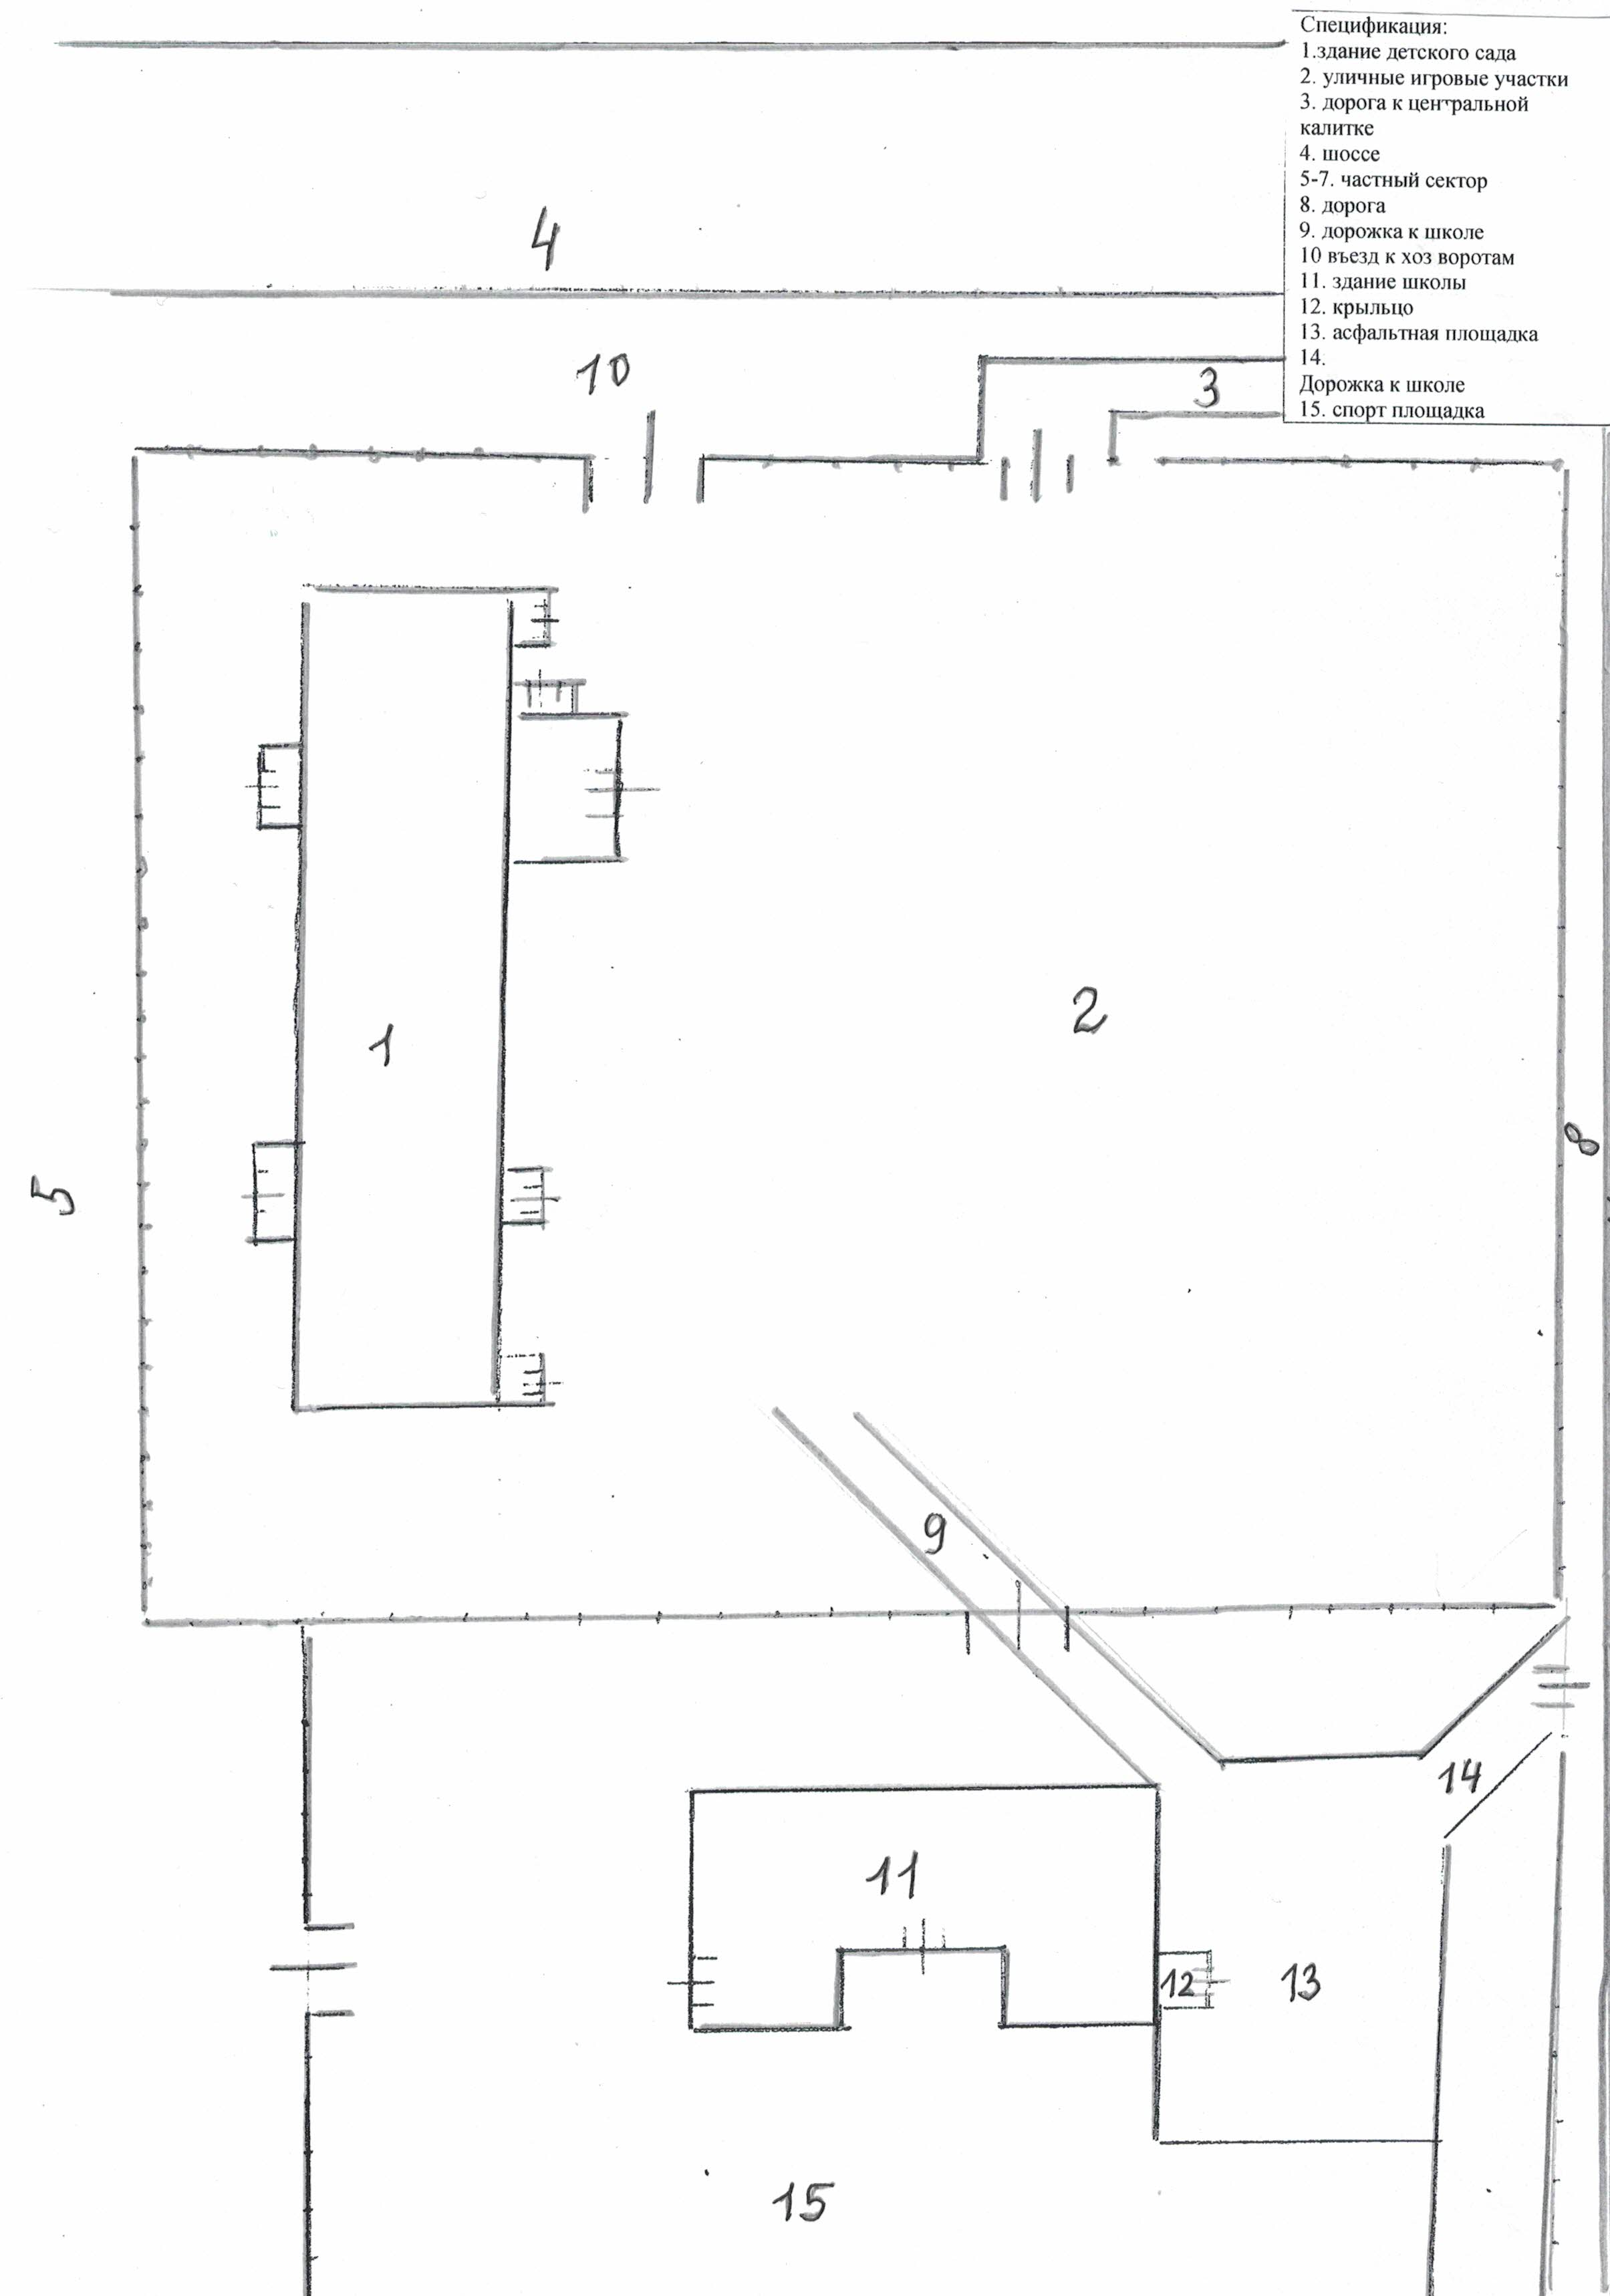 Спецификация:
1.здание детского сада
2. уличные игровые участки
3. дорога к центральной
калитке
4. шоссе
5-7. частный сектор
8. дорога
9. дорожка к школе
10 въезд к хоз воротам
11. здание школы
12. крыльцо
13. асфальтная площадка
14.
Дорожка к школе
15. спорт площадка
4
10
3
2
1
8
5
9
14
11
12
13
15